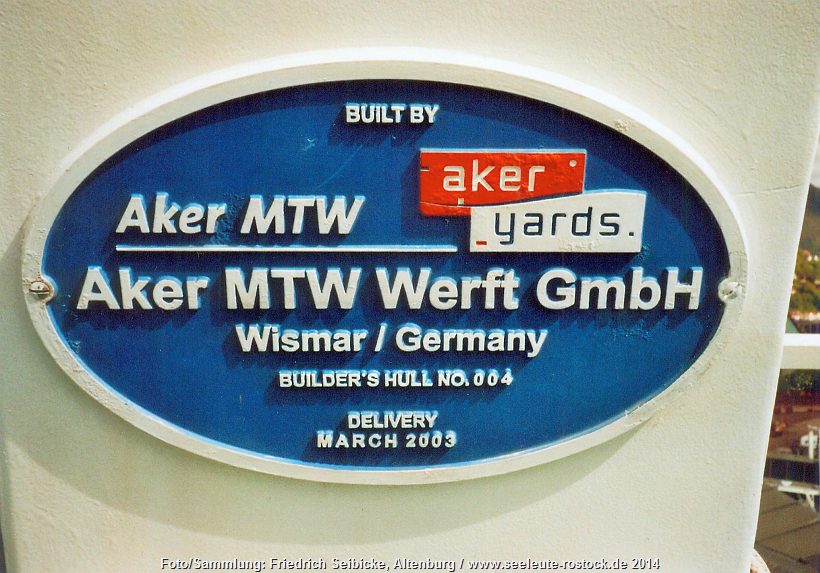 BUILT BY
aker
yards.
Aker MTW
Aker MTW Werft GmbH
Wismar / Germany
BUILDER'S HULL NO. 004
DELIVERY
MARCH 2003
Foto/Sammlung: Friedrich Seibicke, Altenburg / www.seeleute-rostock.de 2014